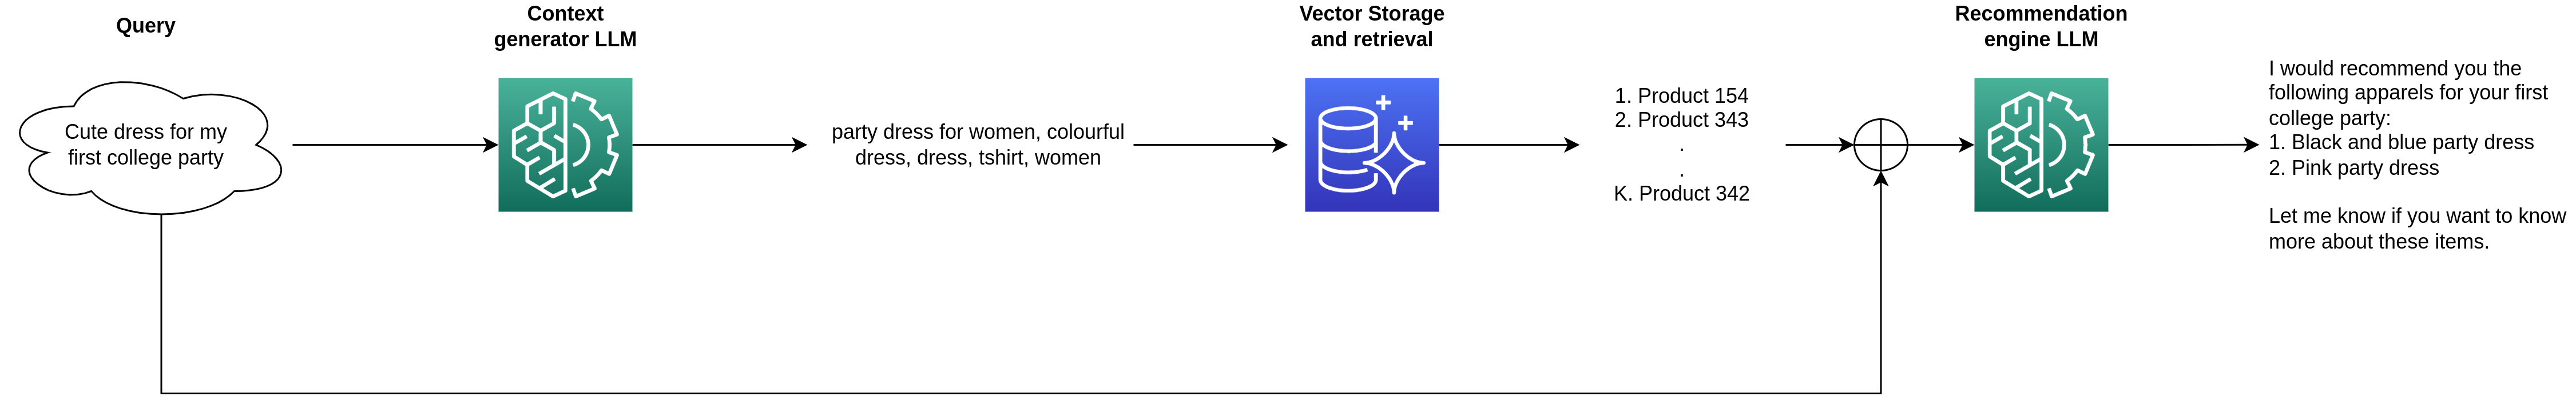 Query
Cute dress for my
first college party
Context
generator LLM
party dress for women, colourful
dress, dress, tshirt, women
Vector Storage
and retrieval
1. Product 154
2. Product 343
.
.
K. Product 342
Recommendation
engine LLM
I would recommend you the
following apparels for your first
college party:
1. Black and blue party dress
2. Pink party dress
Let me know if you want to know
more about these items.